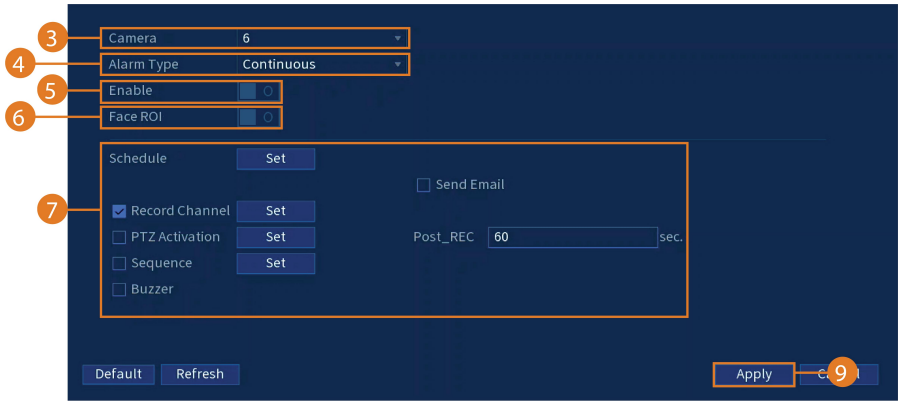 3 Camera 6
4 Alarm Type Continuous
5 Enable
6 Face ROI
Schedule Set
Send Email
7 Record Channel Set
PTZ Activation Set Post_REC 60 sec.
Sequence Set
Buzzer
Default Refresh Apply 9